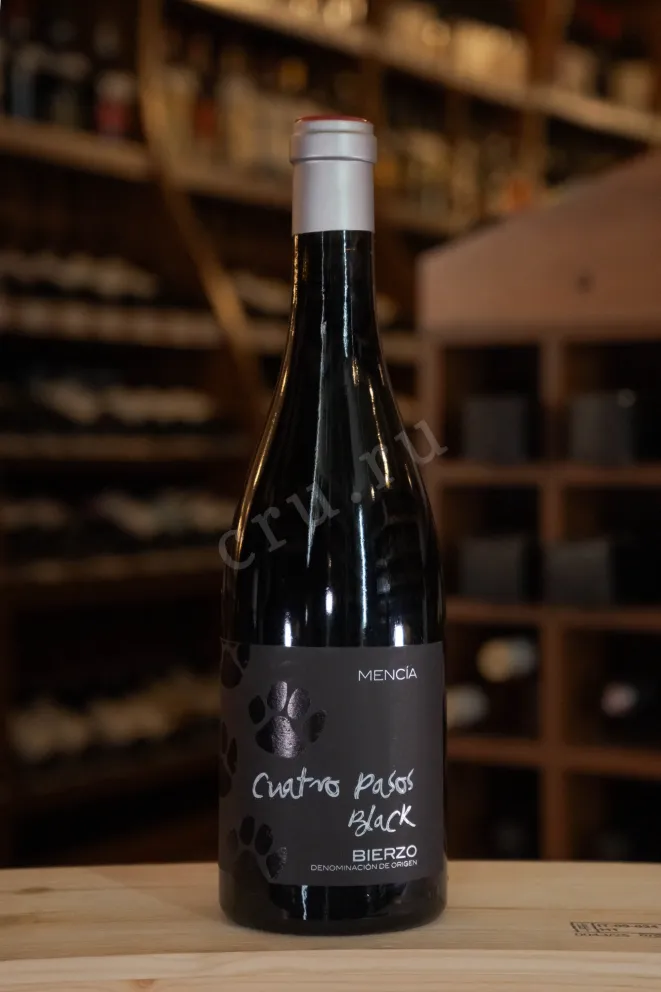 cru.ru
MENCÍA
Cuatro Pasos
Black
BIERZO
DENOMINACIÓN DE ORIGEN